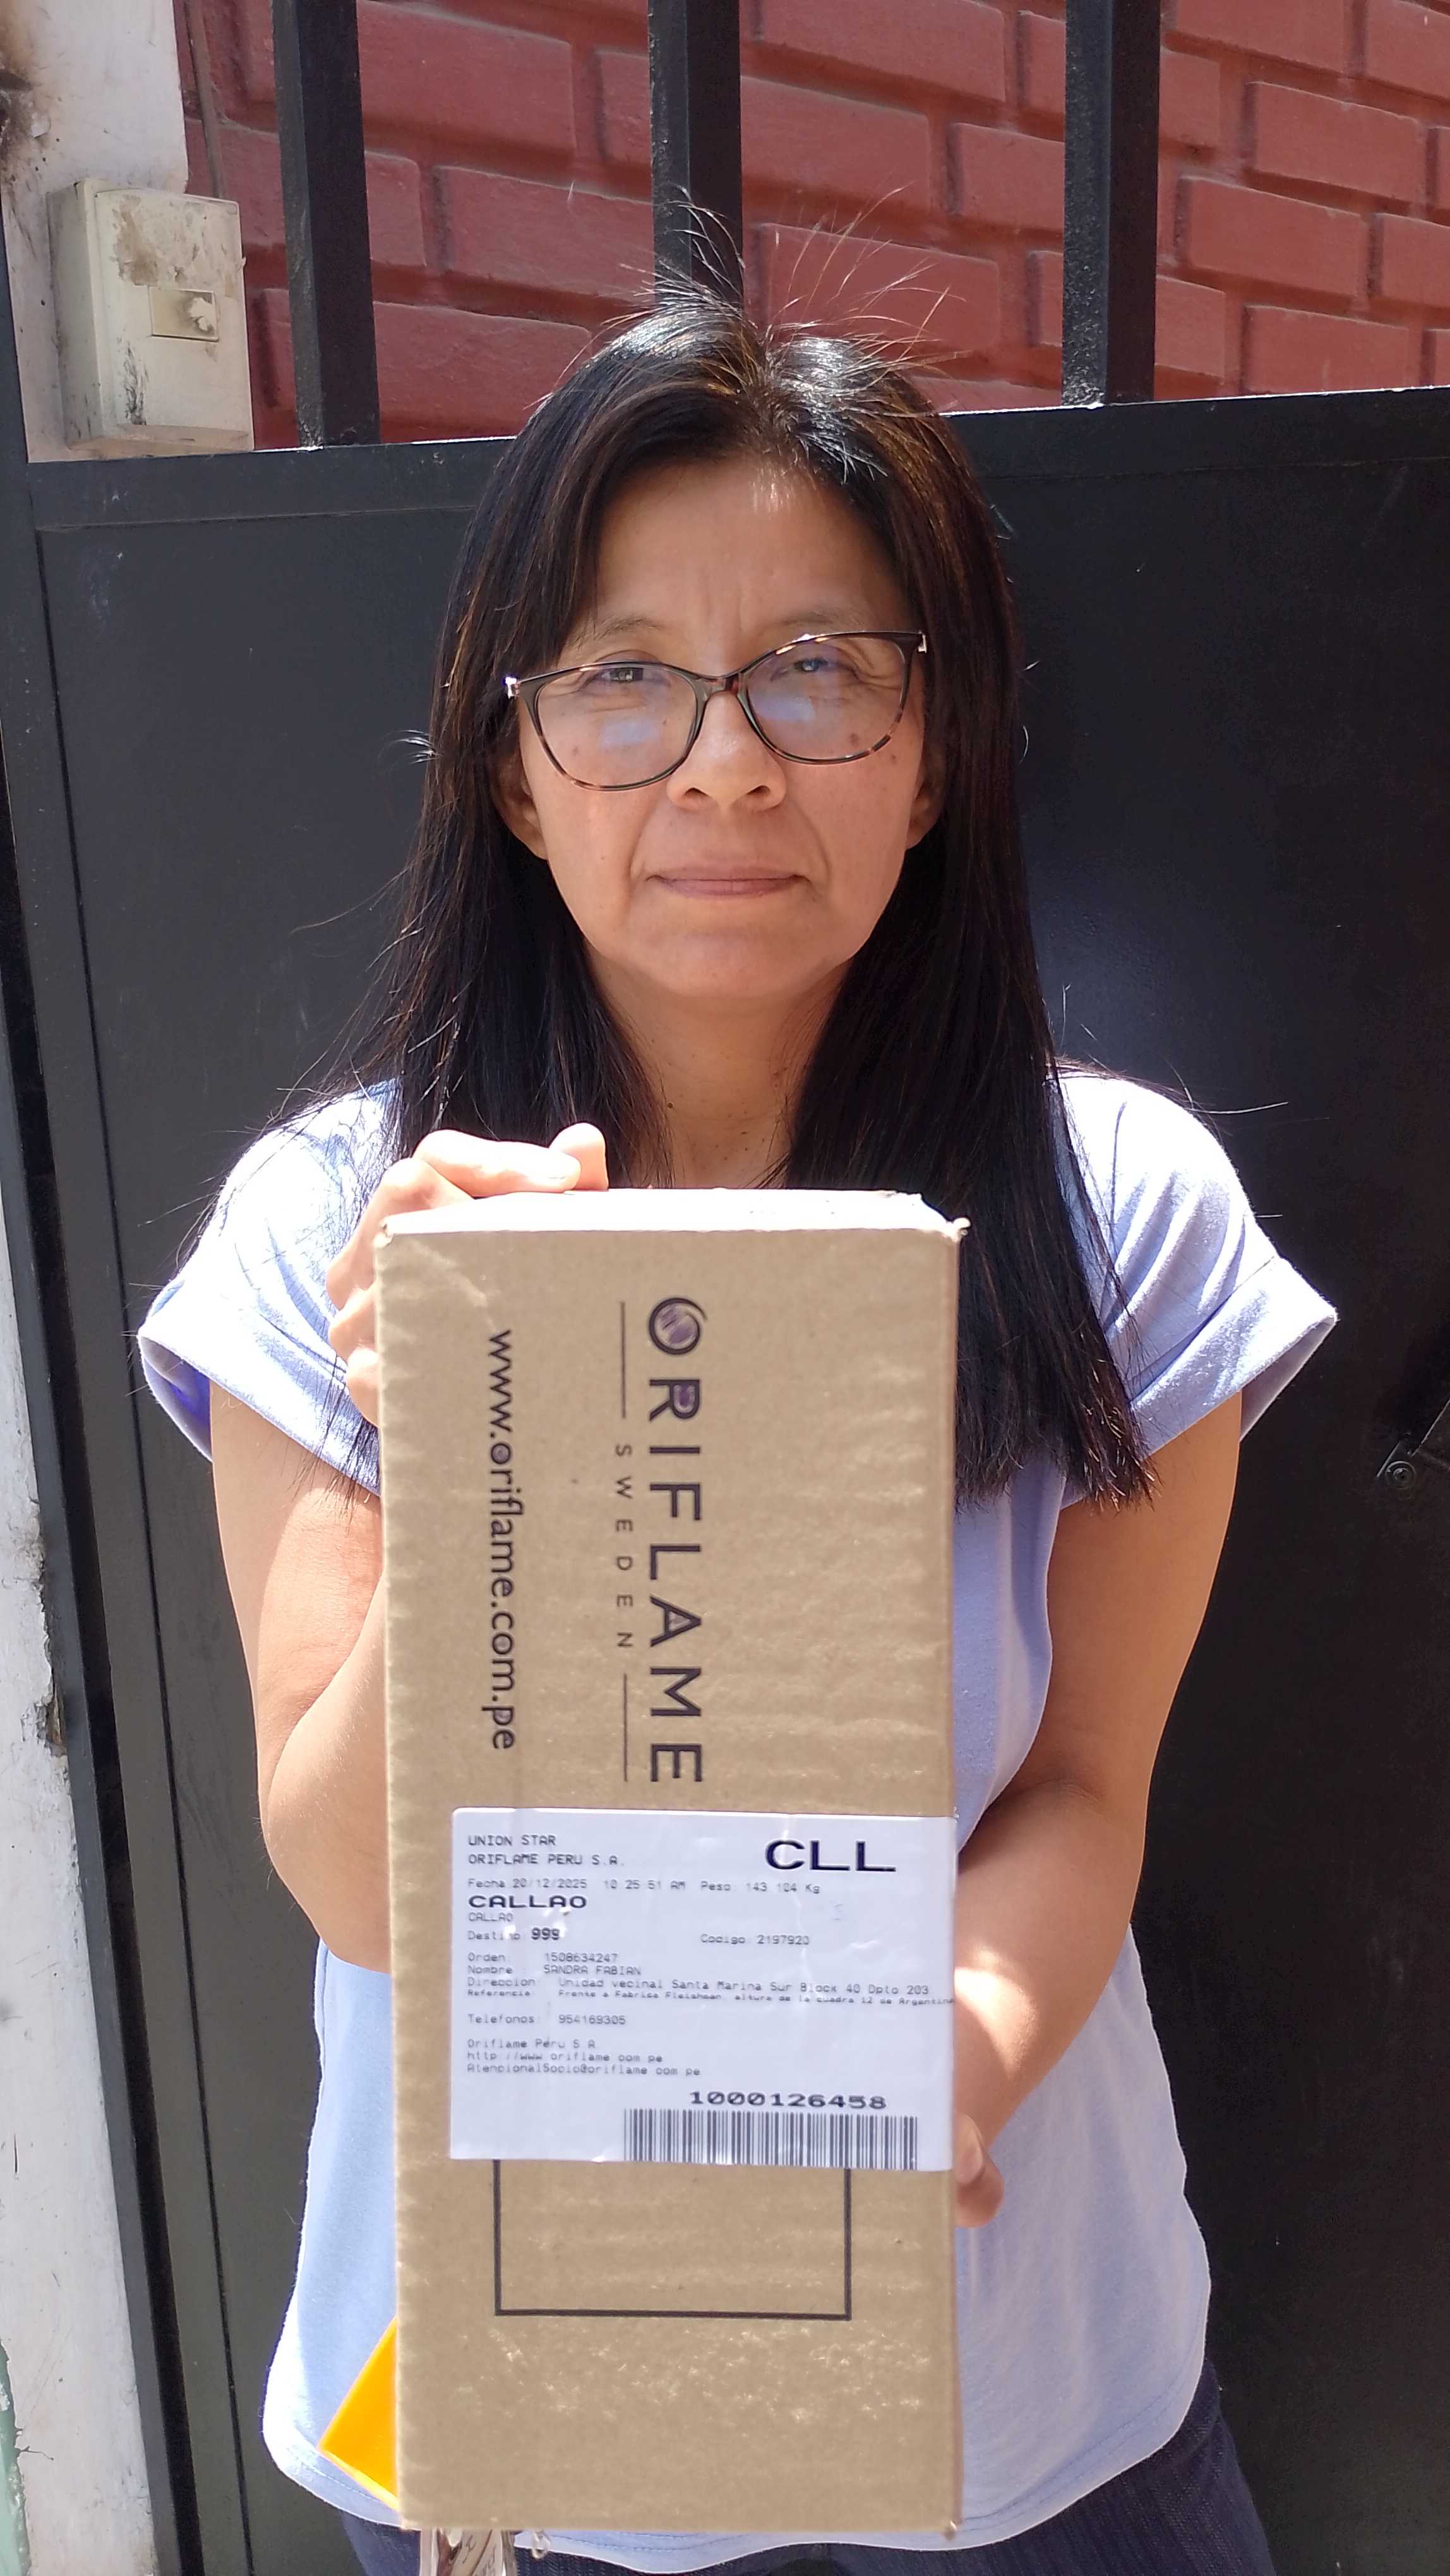 ORIFLAME
SWEDEN
www.oriflame.com.pe
UNION STAR
ORIFLAME PERU S.A.
CLL
Fecha 20/12/2025 10 25 51 AM Peso: 143 104 Kg
CALLAO
CALLAO
Destino 999
Codigo: 2197920
Orden: 1508634247
Nombre SANDRA FABIAN
Direccion Unidad vecinal Santa Marina Sur Block 40 Dpto 203
Referencia: Frente a Fabrica Fleishman, altura de la cuadra 12 de Argentina
Telefonos: 954169305
Oriflame Peru S A
http://www oriflame com pe
AtencionalSocio@oriflame com pe
1000126458